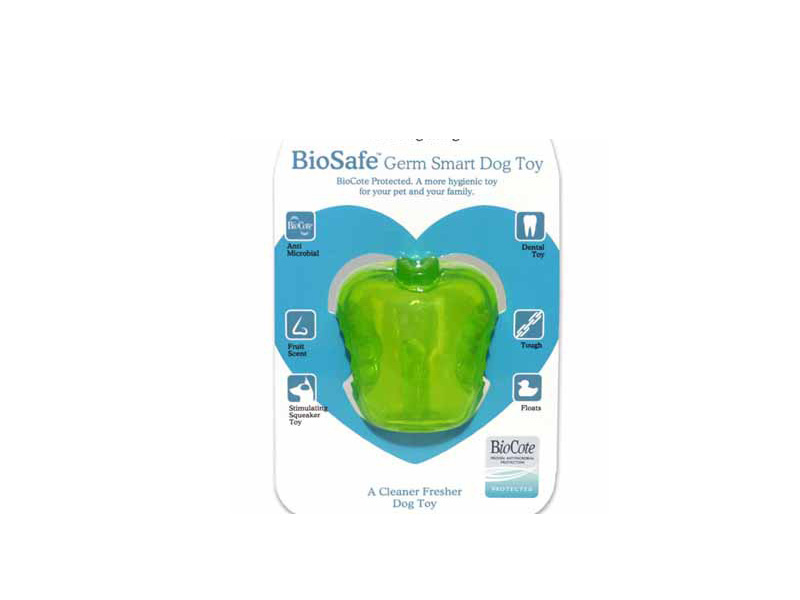 BioSafe™ Germ Smart Dog Toy
BioCote Protected. A more hygienic toy
for your pet and your family.
BioCote
Anti
Microbial
Dental
Toy
Fruit
Scent
Tough
Stimulating
Squeaker
Toy
Floats
BioCote
PROTECTED
A Cleaner Fresher
Dog Toy